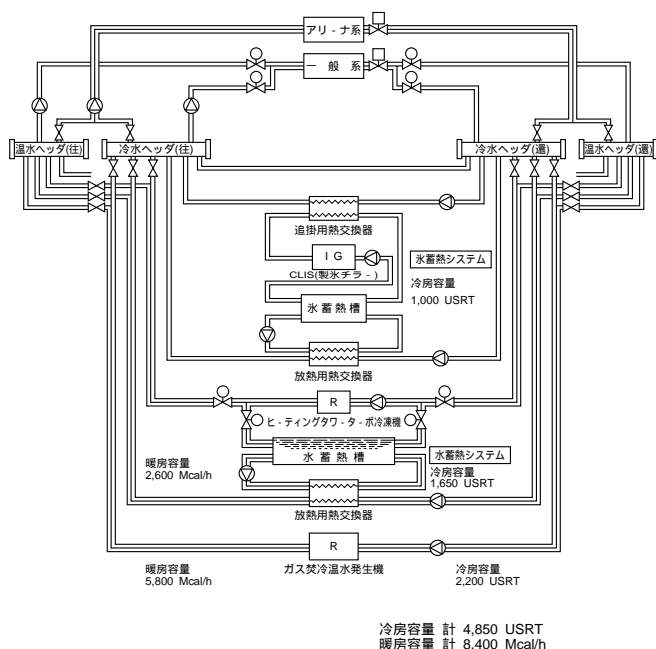 アリ-ナ系
一般系
温水ヘッダ(往)
冷水ヘッダ(往)
冷水ヘッダ(還)
温水ヘッダ(還)
追掛用熱交換器
IG
CLIS(製氷チラ-)
氷蓄熱システム
冷房容量
1,000 USRT
氷蓄熱槽
放熱用熱交換器
R
ヒ-ティングタワ-タ-ボ冷凍機
水蓄熱槽
水蓄熱システム
暖房容量
2,600 Mcal/h
冷房容量
1,650 USRT
放熱用熱交換器
R
暖房容量
5,800 Mcal/h
ガス焚冷温水発生機
冷房容量
2,200 USRT
冷房容量 計 4,850 USRT
暖房容量 計 8,400 Mcal/h